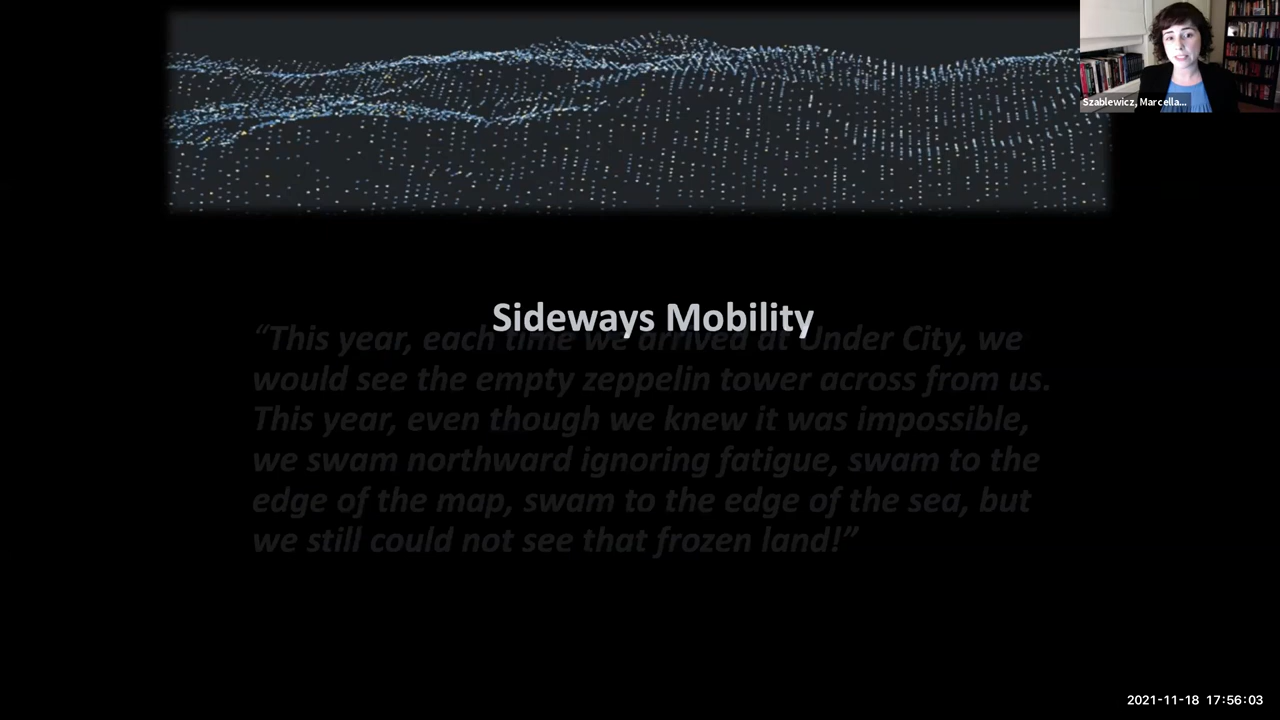 Szablewicz, Marcella...
Sideways Mobility
“This year, each time we arrived at Under City, we
would see the empty zeppelin tower across from us.
This year, even though we knew it was impossible,
we swam northward ignoring fatigue, swam to the
edge of the map, swam to the edge of the sea, but
we still could not see that frozen land!”
2021-11-18 17:56:03